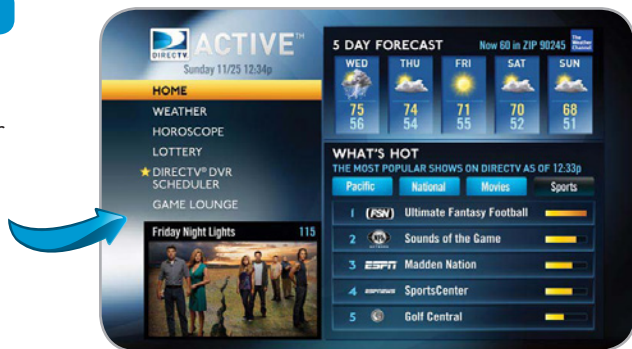 DIRECTV
ACTIVE™
Sunday 11/25 12:34p
HOME
WEATHER
HOROSCOPE
LOTTERY
DIRECTV® DVR
SCHEDULER
GAME LOUNGE
Friday Night Lights 115
5 DAY FORECAST Now 60 in ZIP 90245 The Weather Channel
WED THU FRI SAT SUN
75 74 71 70 68
56 54 55 52 51
WHAT'S HOT
THE MOST POPULAR SHOWS ON DIRECTV AS OF 12:33p
Pacific National Movies Sports
1 (FSN) Ultimate Fantasy Football
2 NFL NETWORK Sounds of the Game
3 ESPN Madden Nation
4 ESPNEWS SportsCenter
5 Golf Central